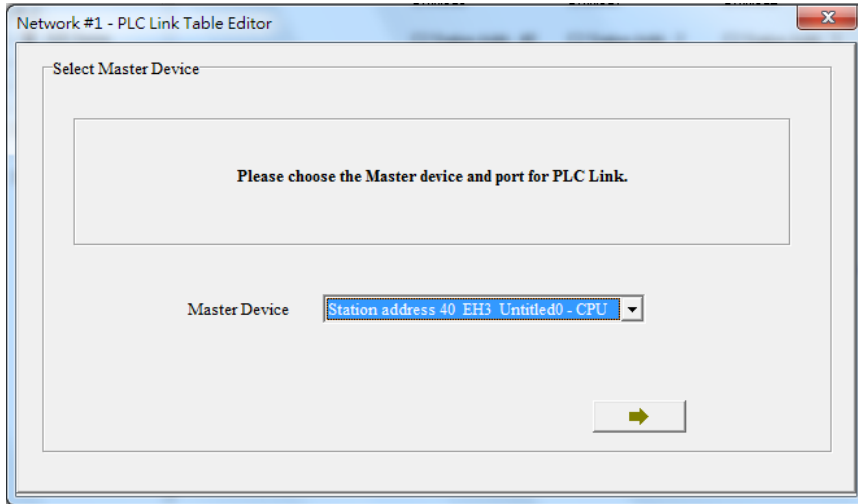 Network #1 - PLC Link Table Editor
Select Master Device
Please choose the Master device and port for PLC Link.
Master Device
Station address 40 EH3 Untitled0 - CPU